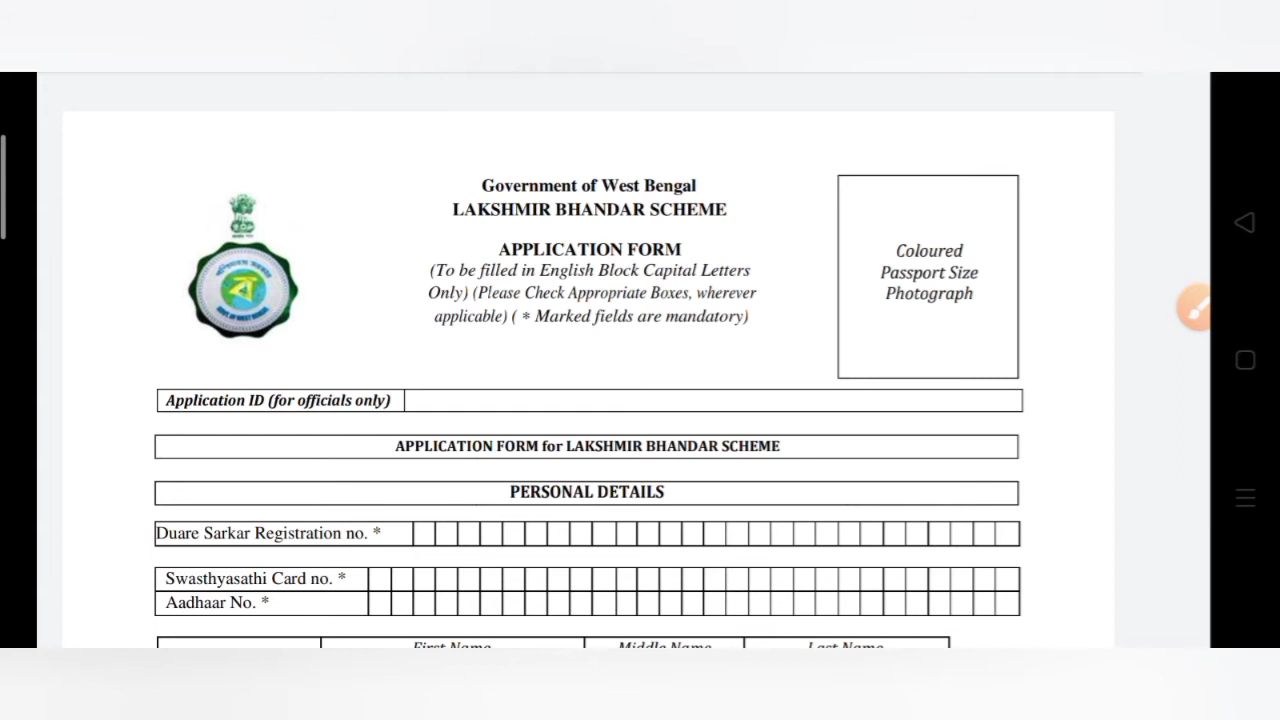 Government of West Bengal
LAKSHMIR BHANDAR SCHEME
APPLICATION FORM
(To be filled in English Block Capital Letters
Only) (Please Check Appropriate Boxes, wherever
applicable) ( * Marked fields are mandatory)
Coloured
Passport Size
Photograph
Application ID (for officials only)
APPLICATION FORM for LAKSHMIR BHANDAR SCHEME
PERSONAL DETAILS
Duare Sarkar Registration no. *
Swasthyasathi Card no. *
Aadhaar No. *
First Name Middle Name Last Name